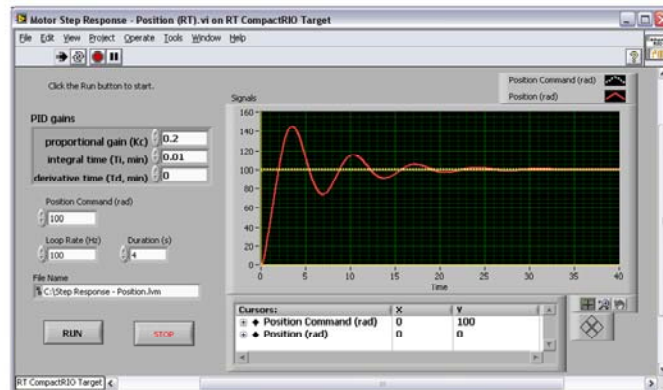 Motor Step Response - Position (RT).vi on RT CompactRIO Target
File Edit View Project Operate Tools Window Help
Click the Run button to start.
Position Command (rad)
Position (rad)
Signals
PID gains
proportional gain (Kc) 0.2
integral time (Ti, min) 0.01
derivative time (Td, min) 0
Position Command (rad)
100
Loop Rate (Hz) Duration (s)
100 4
File Name
C:\Step Response - Position.lvm
RUN STOP
160
140
120
100
80
60
40
20
0
0 5 10 15 20 25 30 35 40
Time
Cursors: X Y
Position Command (rad) 0 100
Position (rad) 0 0
RT CompactRIO Target